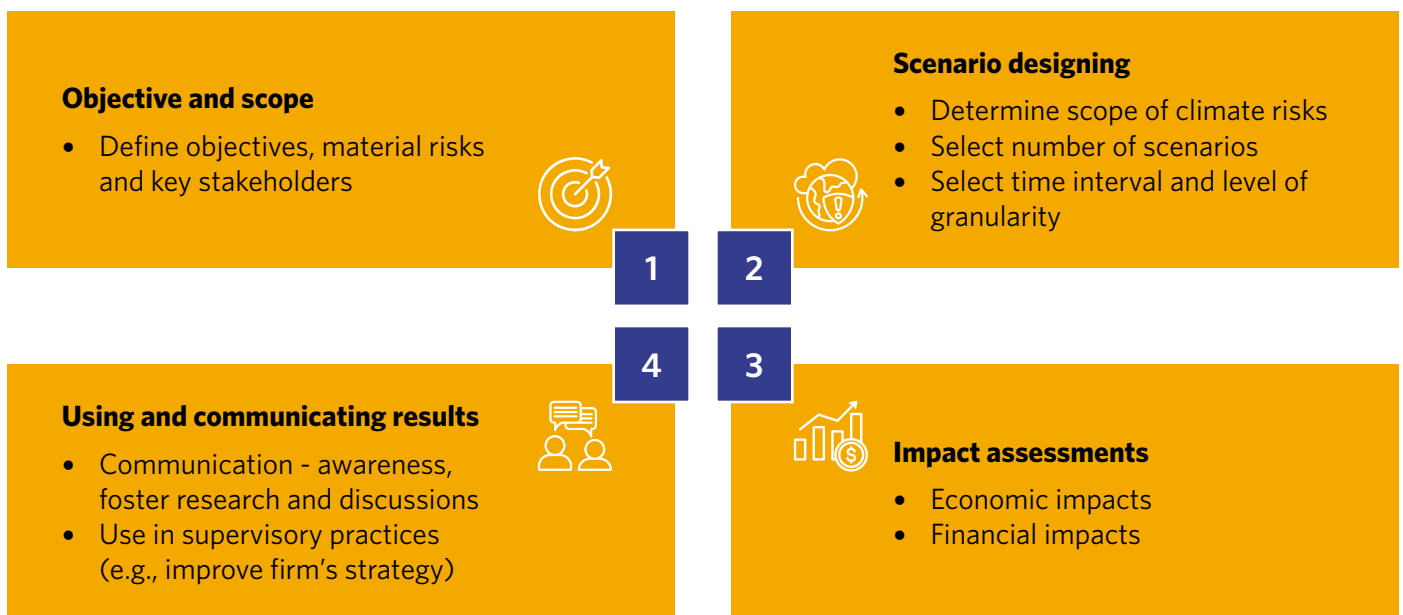 Objective and scope
• Define objectives, material risks
and key stakeholders
1
Scenario designing
• Determine scope of climate risks
• Select number of scenarios
• Select time interval and level of
granularity
2
Impact assessments
• Economic impacts
• Financial impacts
3
Using and communicating results
• Communication - awareness,
foster research and discussions
• Use in supervisory practices
(e.g., improve firm's strategy)
4